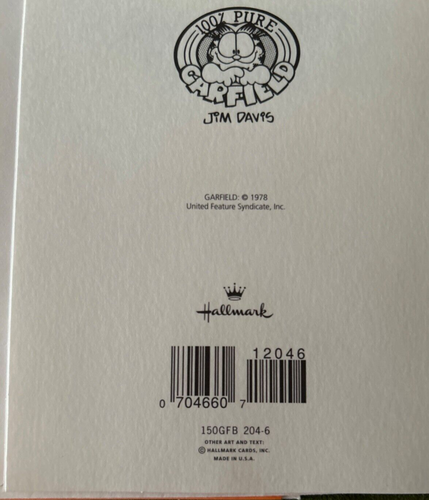 100% PURE
GARFIELD
JIM DAVIS
GARFIELD: © 1978
United Feature Syndicate, Inc.
Hallmark
12046
0 704660 7
150GFB 204-6
OTHER ART AND TEXT:
© HALLMARK CARDS, INC.
MADE IN U.S.A.